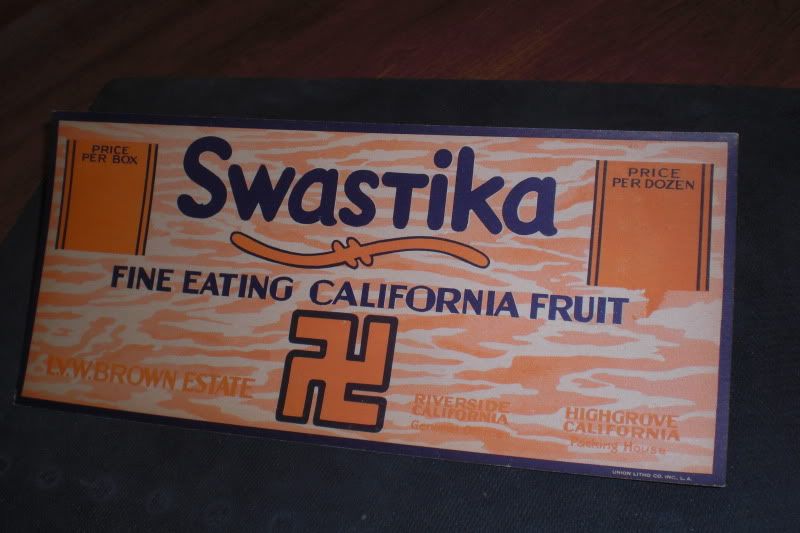 PRICE
PER BOX
Swastika
PRICE
PER DOZEN
FINE EATING CALIFORNIA FRUIT
L.V.W. BROWN ESTATE
RIVERSIDE
CALIFORNIA
HIGHGROVE
CALIFORNIA
Packing House
UNION LITHO CO. INC., L. A.